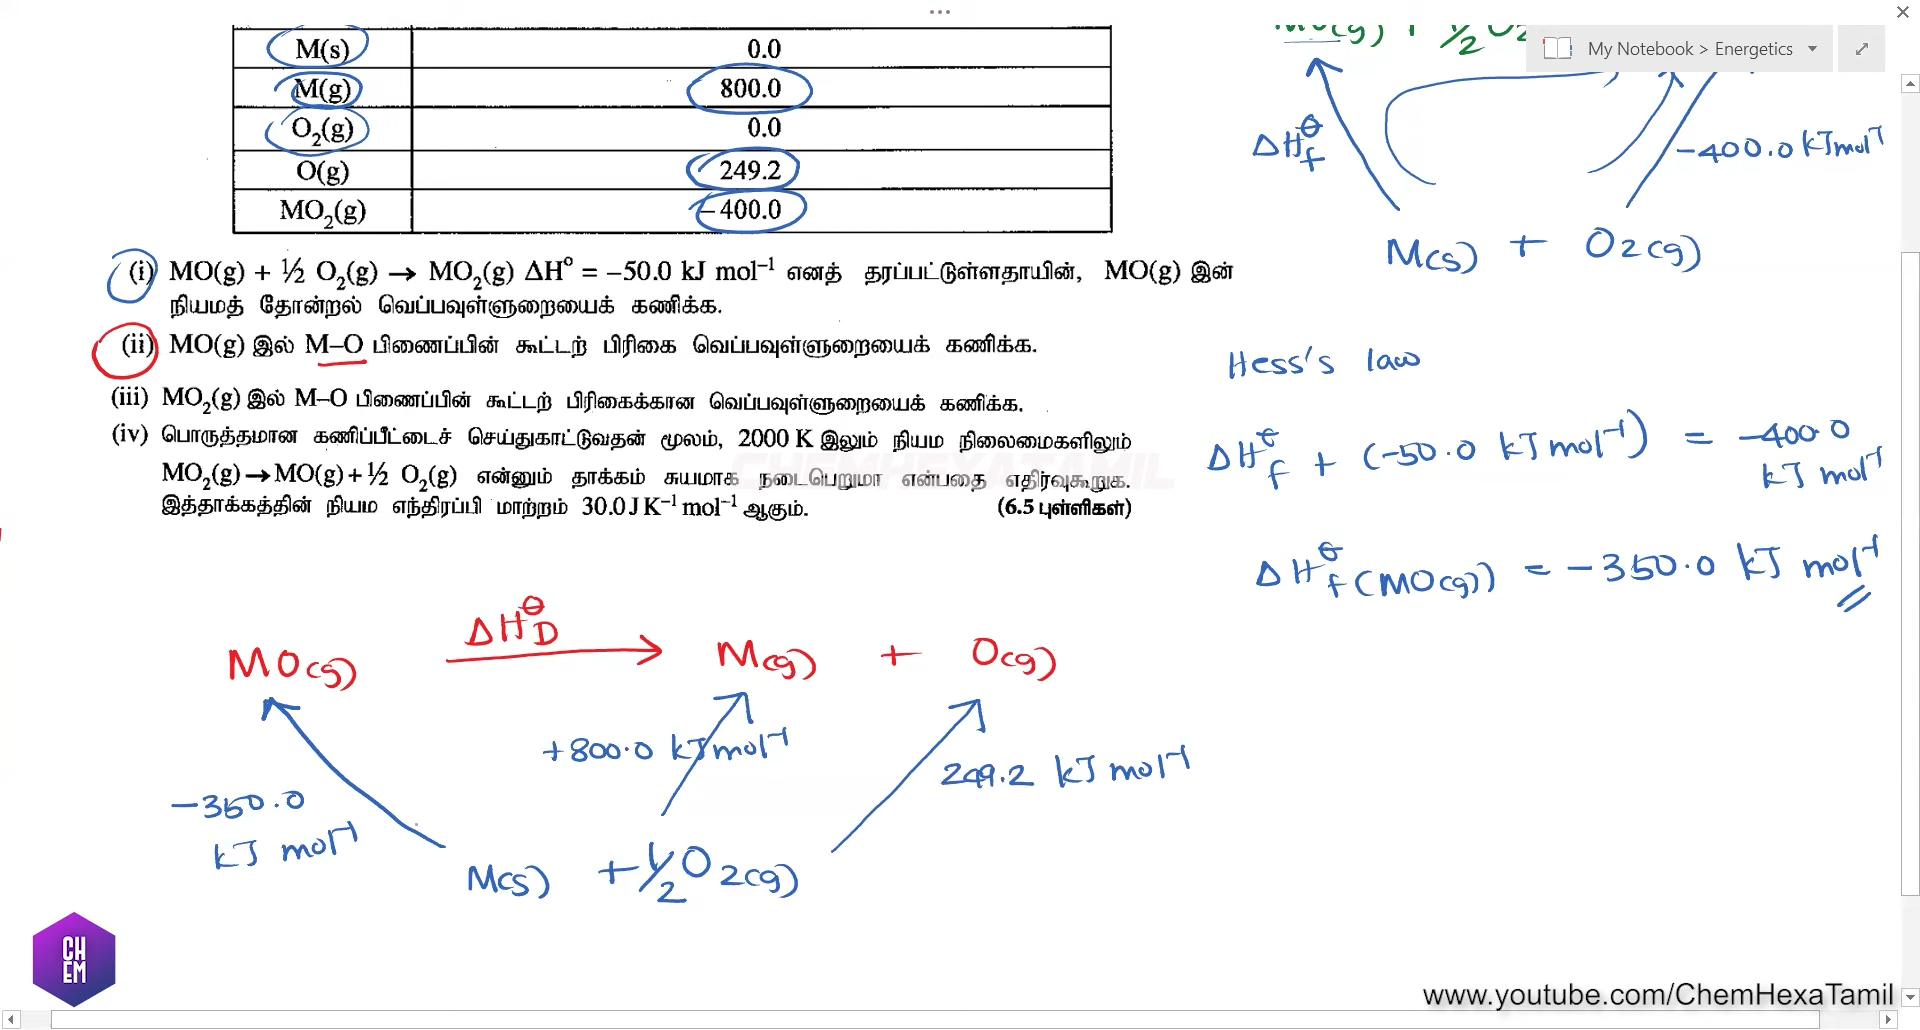 MO(g) + ½ O2
My Notebook > Energetics
M(s) 0.0
M(g) 800.0
O₂(g) 0.0
O(g) 249.2
MO₂(g) –400.0
ΔH°f
-400.0 kJ mol⁻¹
M(s) + O2(g)
(i) MO(g) + ½ O₂(g) → MO₂(g) ΔH° = –50.0 kJ mol⁻¹ எனத் தரப்பட்டுள்ளதாயின், MO(g) இன்
நியமத் தோன்றல் வெப்பவுள்ளுறையைக் கணிக்க.
(ii) MO(g) இல் M–O பிணைப்பின் கூட்டற் பிரிகை வெப்பவுள்ளுறையைக் கணிக்க.
(iii) MO₂(g) இல் M–O பிணைப்பின் கூட்டற் பிரிகைக்கான வெப்பவுள்ளுறையைக் கணிக்க.
(iv) பொருத்தமான கணிப்பீட்டைச் செய்துகாட்டுவதன் மூலம், 2000 K இலும் நியம நிலைமைகளிலும்
MO₂(g) → MO(g) + ½ O₂(g) என்னும் தாக்கம் சுயமாக நடைபெறுமா என்பதை எதிர்வுகூறுக.
இத்தாக்கத்தின் நியம எந்திரப்பி மாற்றம் 30.0 J K⁻¹ mol⁻¹ ஆகும். (6.5 புள்ளிகள்)
CHEMHEXATAMIL
Hess's law
ΔH°f + (-50.0 kJ mol⁻¹) = -400.0
kJ mol⁻¹
ΔH°f (MO(g)) = -350.0 kJ mol⁻¹
ΔH°D
MO(g) → M(g) + O(g)
+800.0 kJ mol⁻¹
249.2 kJ mol⁻¹
-350.0
kJ mol⁻¹
M(s) + ½ O2(g)
CH
EM
www.youtube.com/ChemHexaTamil